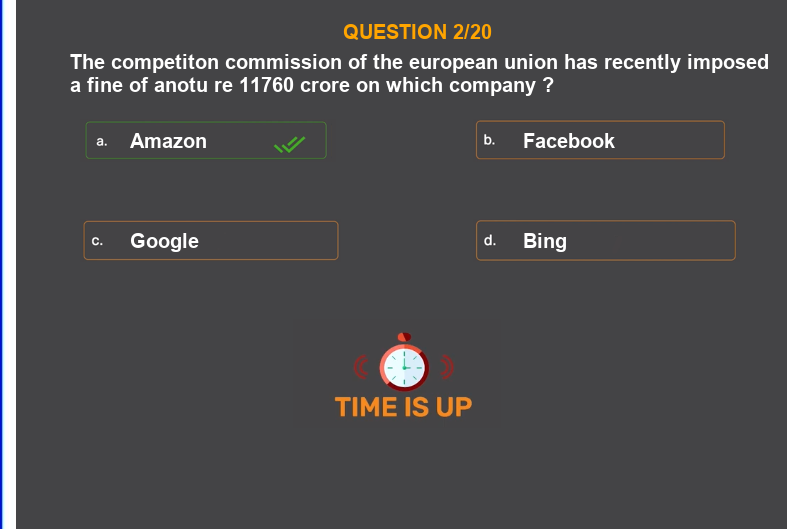 QUESTION 2/20
The competiton commission of the european union has recently imposed
a fine of anotu re 11760 crore on which company ?
a. Amazon
b. Facebook
c. Google
d. Bing
TIME IS UP